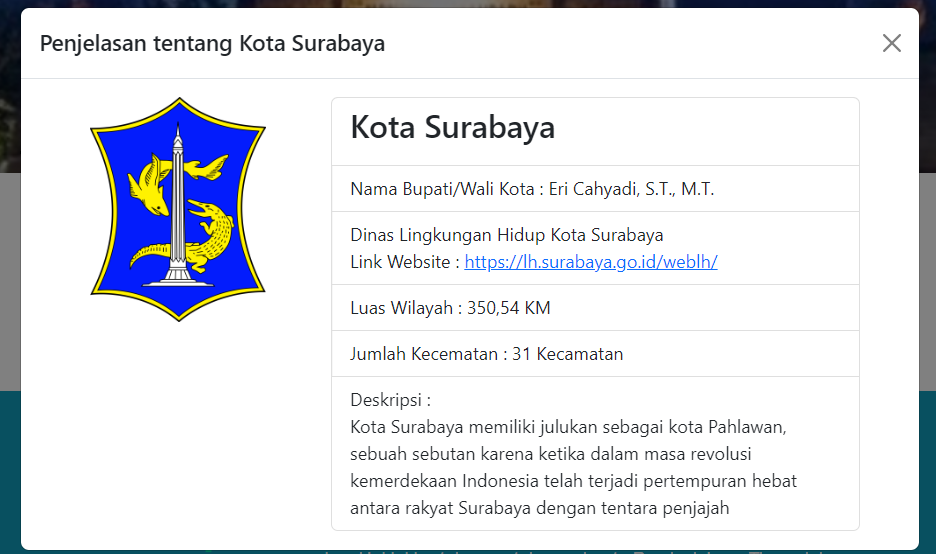 Penjelasan tentang Kota Surabaya
Kota Surabaya
Nama Bupati/Wali Kota : Eri Cahyadi, S.T., M.T.
Dinas Lingkungan Hidup Kota Surabaya
Link Website : https://lh.surabaya.go.id/weblh/
Luas Wilayah : 350,54 KM
Jumlah Kecematan : 31 Kecamatan
Deskripsi :
Kota Surabaya memiliki julukan sebagai kota Pahlawan,
sebuah sebutan karena ketika dalam masa revolusi
kemerdekaan Indonesia telah terjadi pertempuran hebat
antara rakyat Surabaya dengan tentara penjajah